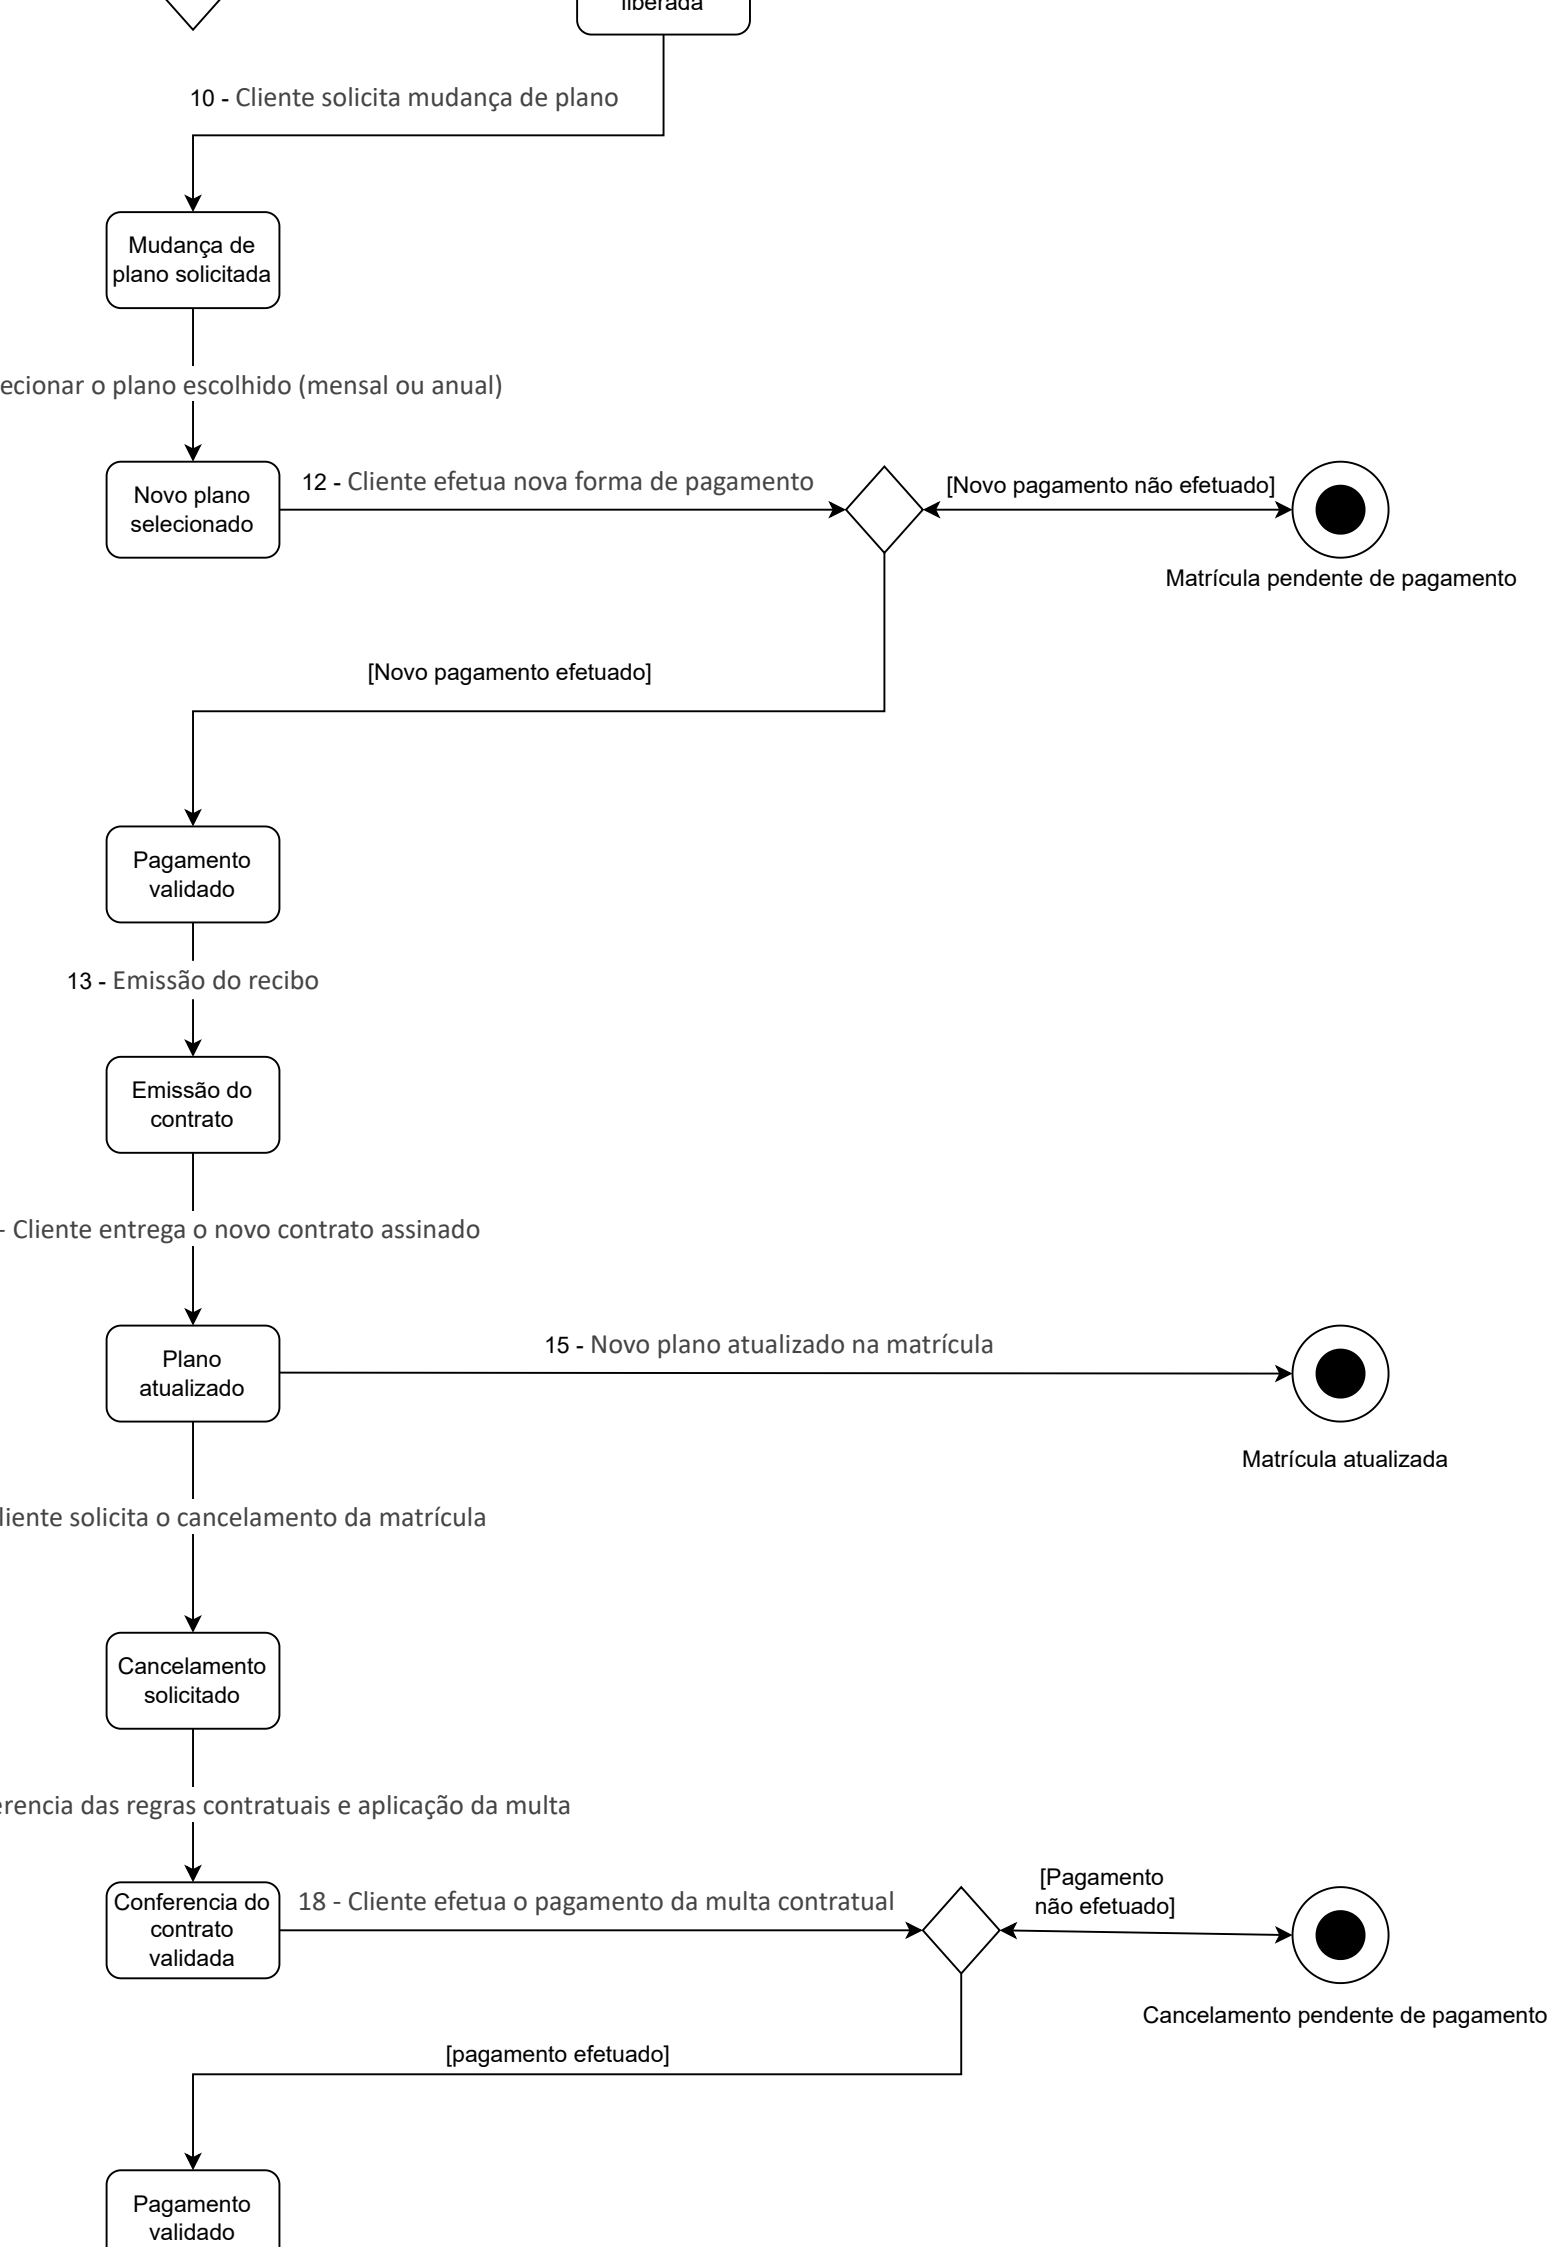 liberada
10 - Cliente solicita mudança de plano
Mudança de
plano solicitada
o plano escolhido (mensal ou anual)
Novo plano
selecionado
12 - Cliente efetua nova forma de pagamento
[Novo pagamento não efetuado]
Matrícula pendente de pagamento
[Novo pagamento efetuado]
Pagamento
validado
13 - Emissão do recibo
Emissão do
contrato
- Cliente entrega o novo contrato assinado
Plano
atualizado
15 - Novo plano atualizado na matrícula
Matrícula atualizada
solicita o cancelamento da matrícula
Cancelamento
solicitado
das regras contratuais e aplicação da multa
Conferencia do
contrato
validada
18 - Cliente efetua o pagamento da multa contratual
[Pagamento
não efetuado]
Cancelamento pendente de pagamento
[pagamento efetuado]
Pagamento
validado